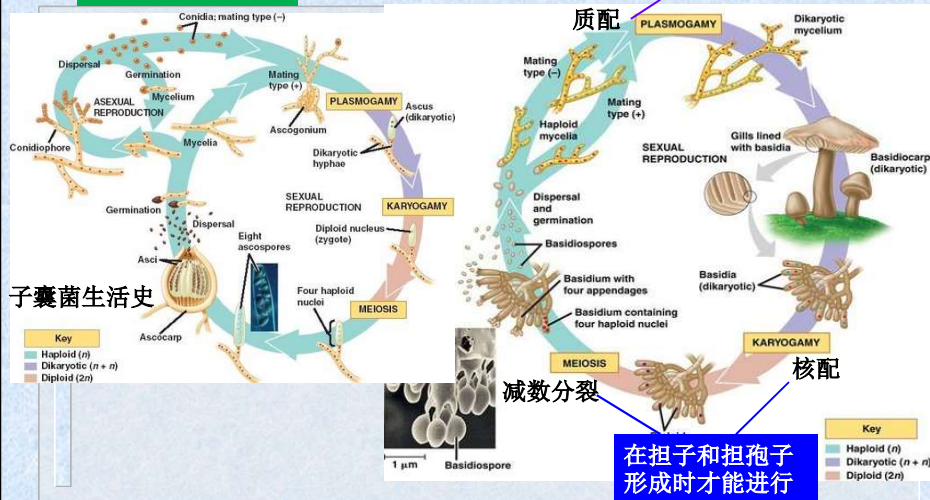 Conidia; mating type (–)
Dispersal
Germination
Mycelium
ASEXUAL
REPRODUCTION
Conidiophore
Mycelia
Mating
type (+)
Ascogonium
PLASMOGAMY
Ascus
(dikaryotic)
Dikaryotic
hyphae
SEXUAL
REPRODUCTION
KARYOGAMY
Diploid nucleus
(zygote)
Germination
Dispersal
Asci
Eight
ascospores
Four haploid
nuclei
MEIOSIS
Ascocarp
子囊菌生活史
Key
Haploid (n)
Dikaryotic (n + n)
Diploid (2n)
质配
PLASMOGAMY
Dikaryotic
mycelium
Mating
type (–)
Mating
type (+)
Haploid
mycelia
SEXUAL
REPRODUCTION
Gills lined
with basidia
Basidiocarp
(dikaryotic)
Dispersal
and
germination
Basidiospores
Basidium with
four appendages
Basidium containing
four haploid nuclei
Basidia
(dikaryotic)
KARYOGAMY
核配
MEIOSIS
减数分裂
在担子和担孢子
形成时才能进行
1 µm
Basidiospore
Key
Haploid (n)
Dikaryotic (n + n)
Diploid (2n)